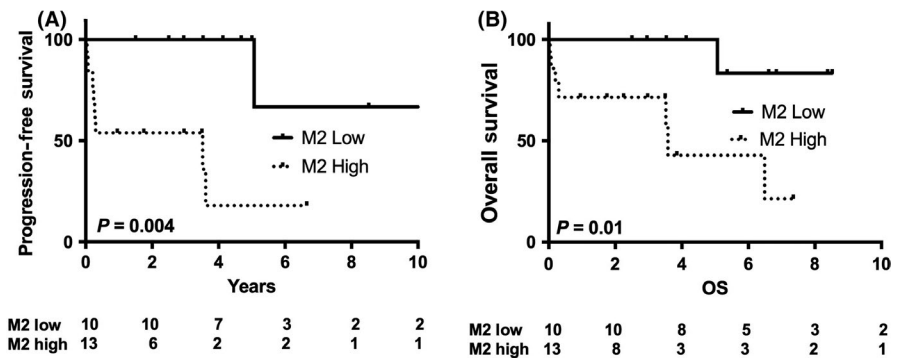 (A)
Progression-free survival
100
50
0
M2 Low
M2 High
P = 0.004
0 2 4 6 8 10
Years
M2 low 10 10 7 3 2 2
M2 high 13 6 2 2 1 1
(B)
Overall survival
100
50
0
M2 Low
M2 High
P = 0.01
0 2 4 6 8 10
OS
M2 low 10 10 8 5 3 2
M2 high 13 8 3 3 2 1